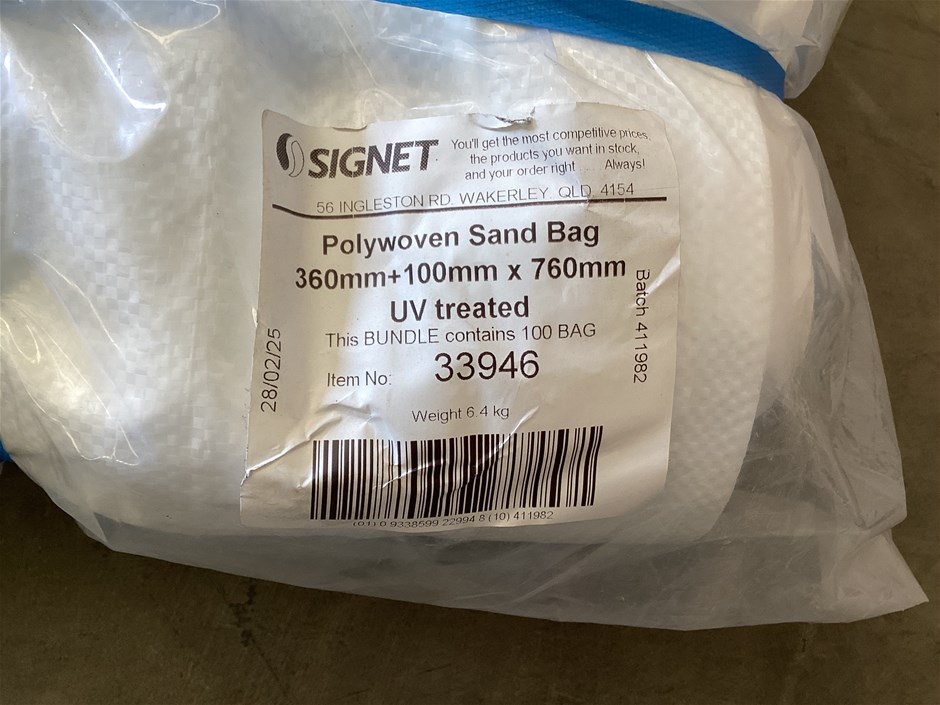 SIGNET
You'll get the most competitive prices,
the products you want in stock,
and your order right . . . Always!
56 INGLESTON RD, WAKERLEY, QLD 4154
Polywoven Sand Bag
360mm+100mm x 760mm
UV treated
This BUNDLE contains 100 BAG
Item No: 33946
Weight 6.4 kg
28/02/25
Batch 411982
(01) 0 9338599 22994 8 (10) 411982